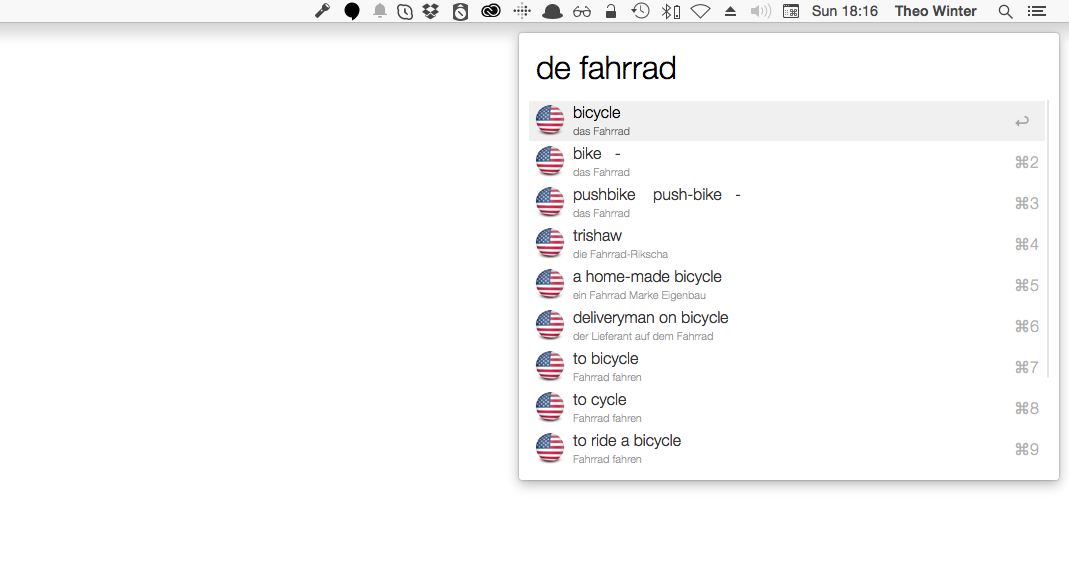 Sun 18:16 Theo Winter
de fahrrad
bicycle
das Fahrrad
bike -
das Fahrrad
⌘2
pushbike push-bike -
das Fahrrad
⌘3
trishaw
die Fahrrad-Rikscha
⌘4
a home-made bicycle
ein Fahrrad Marke Eigenbau
⌘5
deliveryman on bicycle
der Lieferant auf dem Fahrrad
⌘6
to bicycle
Fahrrad fahren
⌘7
to cycle
Fahrrad fahren
⌘8
to ride a bicycle
Fahrrad fahren
⌘9